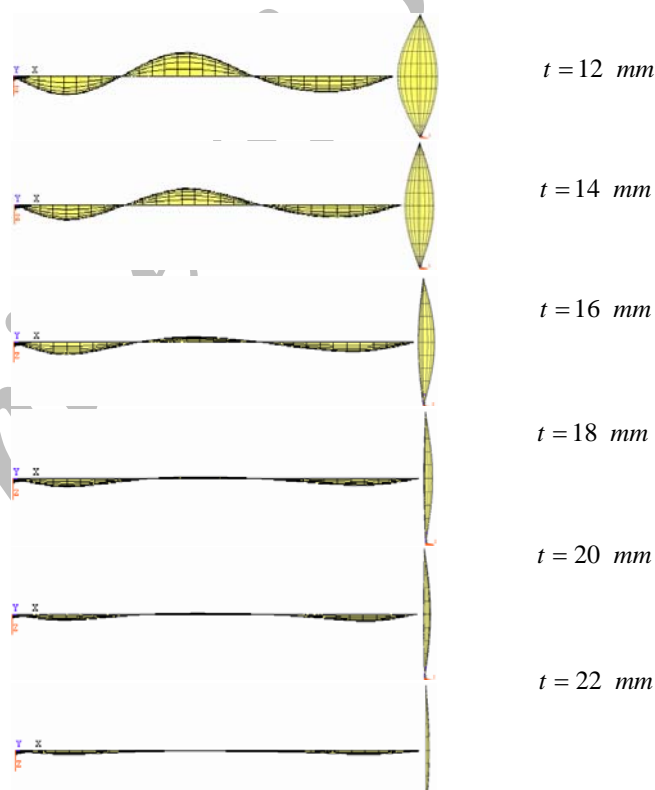 t = 12 mm
Y X
Z
t = 14 mm
Y X
Z
t = 16 mm
Y X
Z
t = 18 mm
Y X
Z
t = 20 mm
Y X
Z
t = 22 mm
Y X
Z